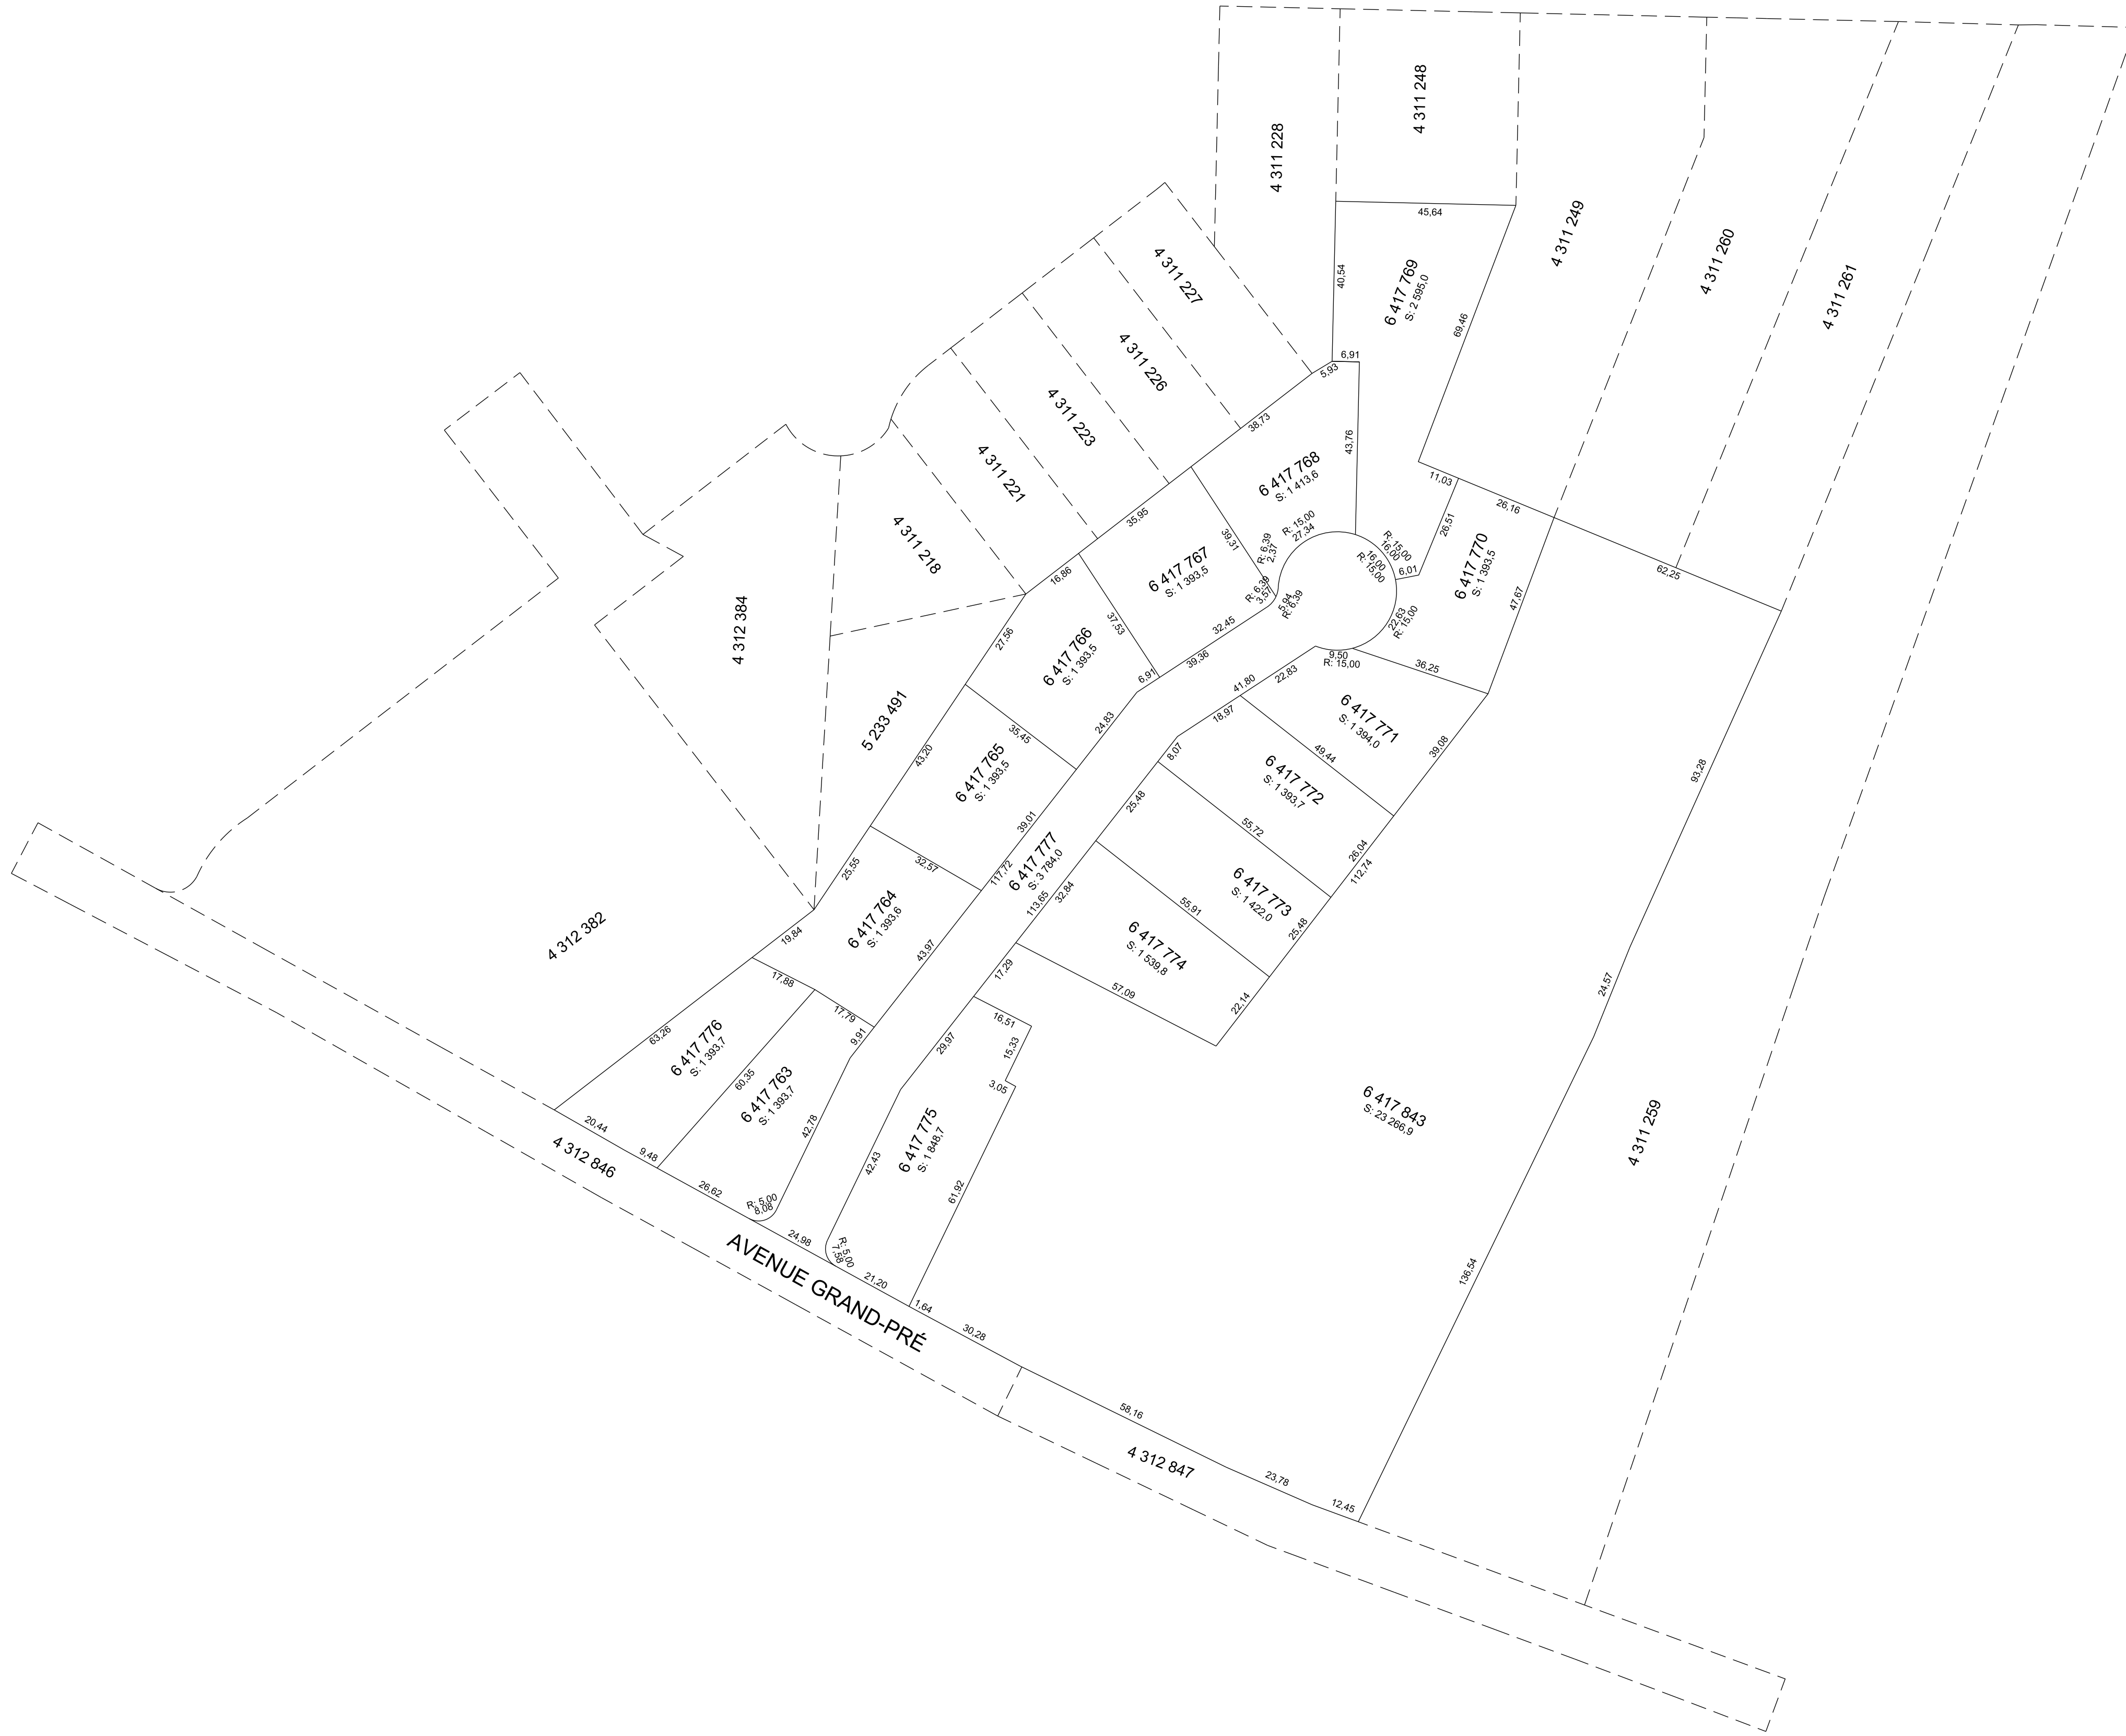 4 311 248
4 311 228
4 311 249
4 311 260
4 311 261
4 311 227
4 311 226
4 311 223
4 311 221
4 311 218
4 312 384
5 233 491
4 312 382
4 312 846
4 312 847
4 311 259
AVENUE GRAND-PRÉ
45,64
40,54
6 417 769
S: 2 595,0
69,46
6,91
5,93
38,73
43,76
6 417 768
S: 1 413,6
11,03
26,16
26,51
6 417 770
S: 1 393,5
47,67
62,25
R: 15,00
27,34
R: 15,00
16,00
16,00
R: 15,00
6,01
22,63
R: 15,00
R: 6,39
2,37
R: 6,39
3,57
5,94
R: 6,39
39,31
35,95
6 417 767
S: 1 393,5
16,86
37,53
32,45
39,36
6,91
9,50
R: 15,00
36,25
6 417 766
S: 1 393,5
27,56
24,83
35,45
43,20
6 417 765
S: 1 393,5
39,01
41,80
22,83
18,97
8,07
6 417 771
S: 1 394,0
39,08
49,44
6 417 772
S: 1 393,7
55,72
26,04
112,74
25,48
93,28
32,57
25,55
117,72
6 417 777
S: 3 784,0
113,65
32,84
6 417 773
S: 1 422,0
55,91
25,48
6 417 764
S: 1 393,6
43,97
19,84
17,88
17,79
9,91
6 417 774
S: 1 539,8
57,09
22,14
17,29
24,57
63,26
6 417 776
S: 1 393,7
60,35
6 417 763
S: 1 393,7
42,78
16,51
15,33
3,05
29,97
6 417 775
S: 1 848,7
42,43
61,92
6 417 843
S: 23 266,9
20,44
9,48
26,62
R: 5,00
8,08
24,98
R: 5,00
7,58
21,20
1,64
30,28
136,54
58,16
23,78
12,45